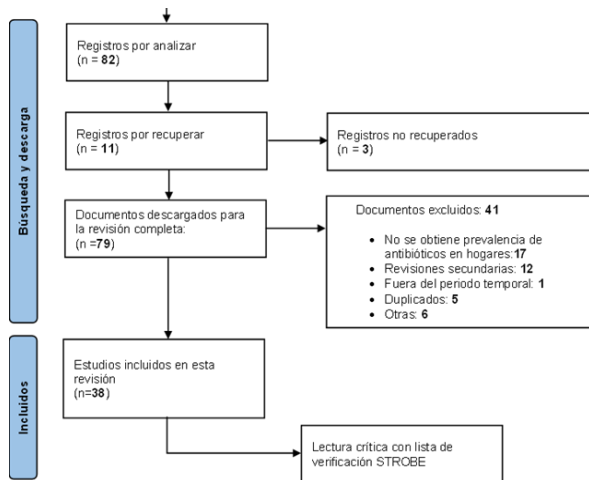 Búsqueda y descarga
Registros por analizar
(n = 82)
Registros por recuperar
(n = 11)
Registros no recuperados
(n = 3)
Documentos descargados para
la revisión completa:
(n =79)
Documentos excluidos: 41
• No se obtiene prevalencia de
antibióticos en hogares:17
• Revisiones secundarias: 12
• Fuera del periodo temporal: 1
• Duplicados: 5
• Otras: 6
Incluidos
Estudios incluidos en esta
revisión
(n=38)
Lectura crítica con lista de
verificación STROBE